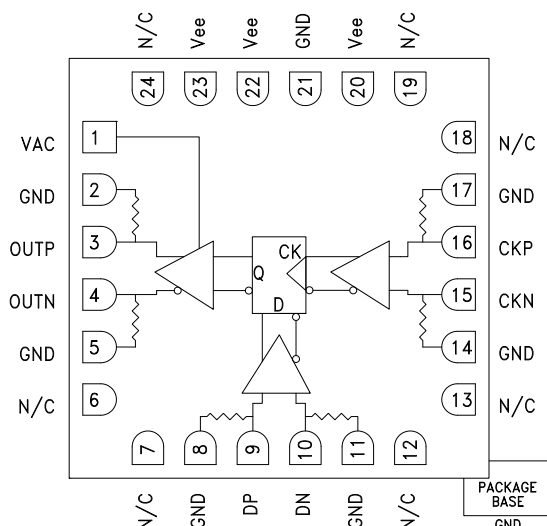 N/C Vee Vee GND Vee N/C
24 23 22 21 20 19
VAC 1 18 N/C
GND 2 17 GND
OUTP 3 16 CKP
CK
Q
OUTN 4 15 CKN
D
GND 5 14 GND
N/C 6 13 N/C
7 8 9 10 11 12
N/C GND DP DN GND N/C
PACKAGE
BASE
GND